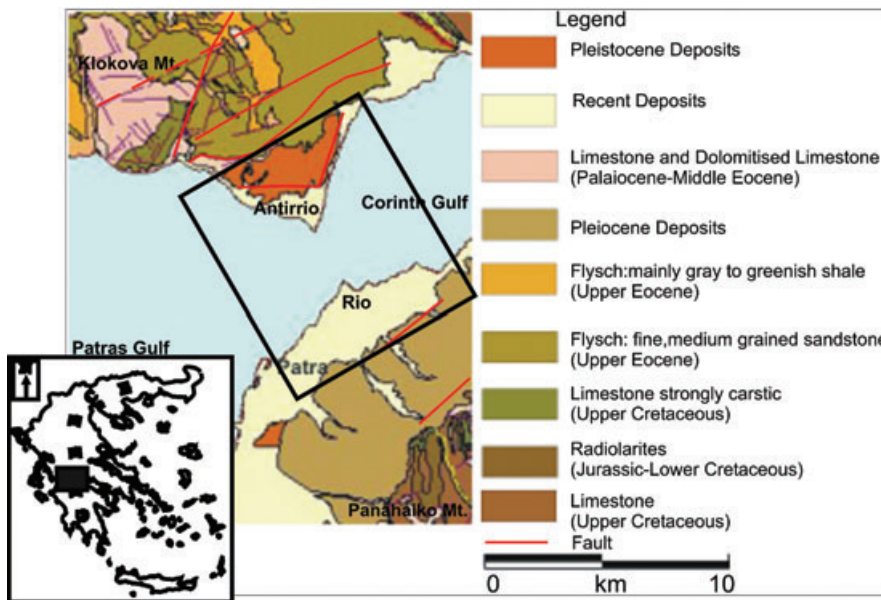 Legend
Klokova Mt.
Antirrio
Corinth Gulf
Rio
Patras Gulf
Patra
Panahaiko Mt.
Pleistocene Deposits
Recent Deposits
Limestone and Dolomitised Limestone
(Palaiocene-Middle Eocene)
Pleiocene Deposits
Flysch:mainly gray to greenish shale
(Upper Eocene)
Flysch: fine,medium grained sandstone
(Upper Eocene)
Limestone strongly carstic
(Upper Cretaceous)
Radiolarites
(Jurassic-Lower Cretaceous)
Limestone
(Upper Cretaceous)
Fault
0 km 10